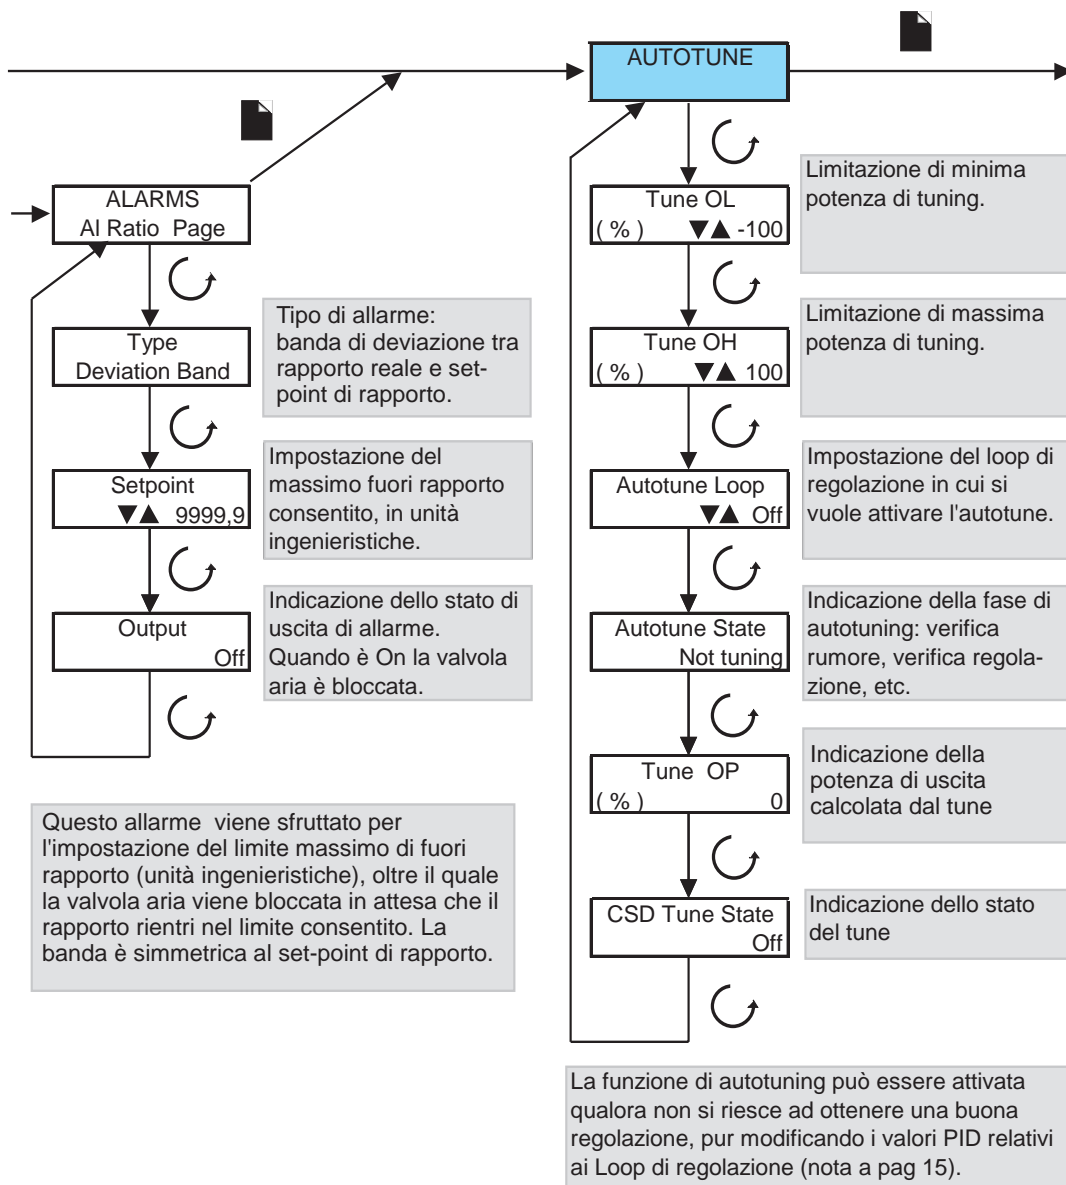 AUTOTUNE
ALARMS
Al Ratio Page
Type
Deviation Band
Tipo di allarme:
banda di deviazione tra
rapporto reale e set-
point di rapporto.
Setpoint
▼▲ 9999,9
Impostazione del
massimo fuori rapporto
consentito, in unità
ingenieristiche.
Output
Off
Indicazione dello stato di
uscita di allarme.
Quando è On la valvola
aria è bloccata.
Questo allarme viene sfruttato per
l'impostazione del limite massimo di fuori
rapporto (unità ingenieristiche), oltre il quale
la valvola aria viene bloccata in attesa che il
rapporto rientri nel limite consentito. La
banda è simmetrica al set-point di rapporto.
Tune OL
( % ) ▼▲ -100
Limitazione di minima
potenza di tuning.
Tune OH
( % ) ▼▲ 100
Limitazione di massima
potenza di tuning.
Autotune Loop
▼▲ Off
Impostazione del loop di
regolazione in cui si
vuole attivare l'autotune.
Autotune State
Not tuning
Indicazione della fase di
autotuning: verifica
rumore, verifica regola-
zione, etc.
Tune OP
( % ) 0
Indicazione della
potenza di uscita
calcolata dal tune
CSD Tune State
Off
Indicazione dello stato
del tune
La funzione di autotuning può essere attivata
qualora non si riesce ad ottenere una buona
regolazione, pur modificando i valori PID relativi
ai Loop di regolazione (nota a pag 15).